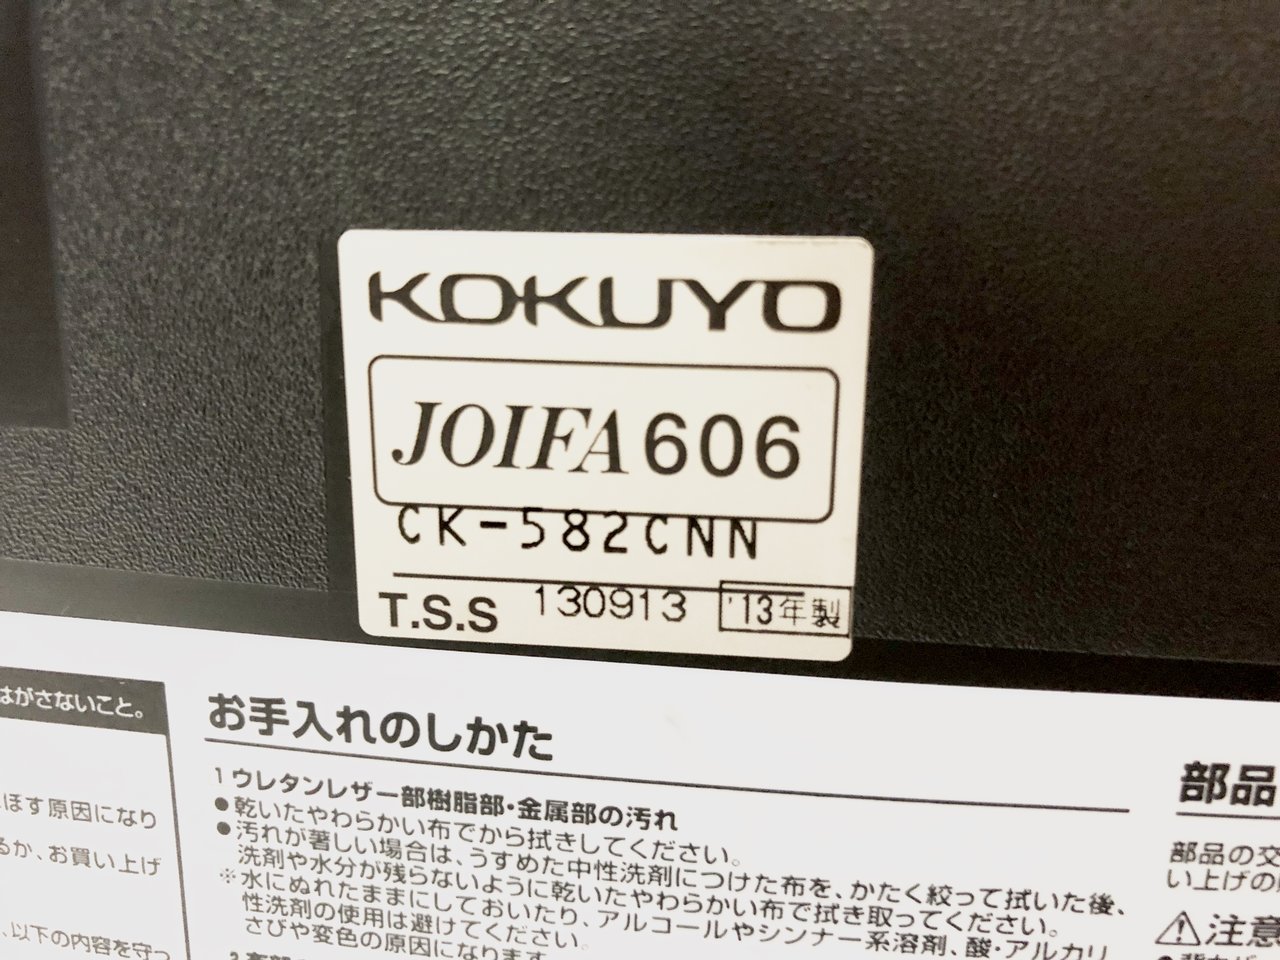 KOKUYO
JOIFA 606
CK-582CNN
T.S.S 130913 '13年製
はがさないこと。
ほす原因になり
るか、お買い上げ
、以下の内容を守っ
お手入れのしかた
1 ウレタンレザー部樹脂部・金属部の汚れ
●乾いたやわらかい布でから拭きしてください。
●汚れが著しい場合は、うすめた中性洗剤につけた布を、かたく絞って拭いた後、
洗剤や水分が残らないように乾いたやわらかい布で拭き取ってください。
※水にぬれたままにしておいたり、アルコールやシンナー系溶剤、酸・アルカリ
性洗剤の使用は避けてください。
さびや変色の原因になります
部品
部品の交
い上げの
⚠注意